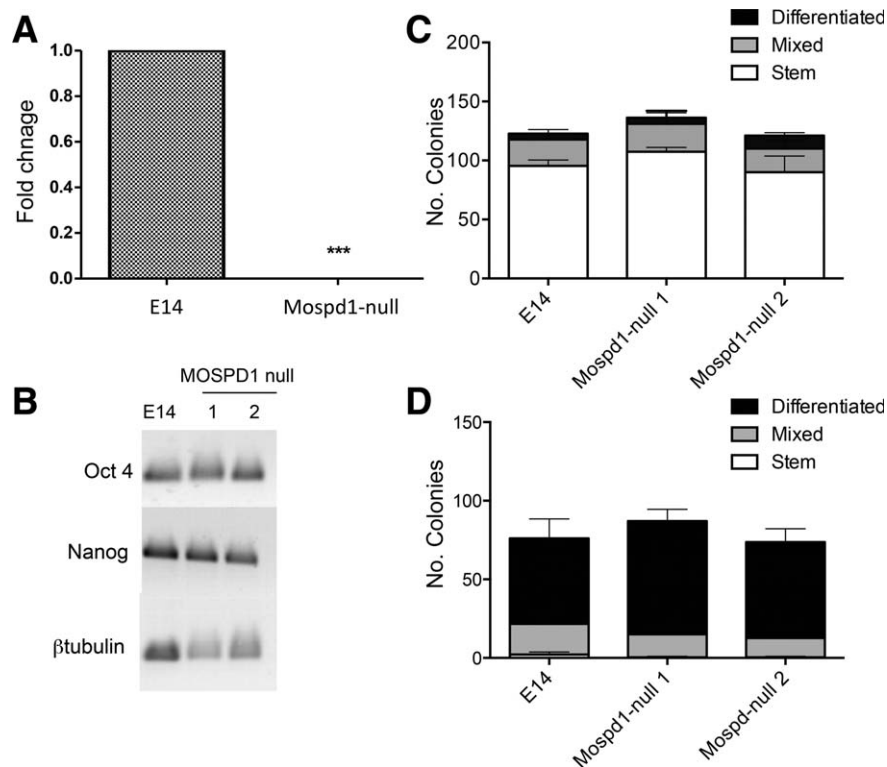 A
Fold chnage
1.0
0.8
0.6
0.4
0.2
0.0
***
E14
Mospd1-null
B
MOSPD1 null
E14 1 2
Oct 4
Nanog
βtubulin
C
Differentiated
Mixed
Stem
No. Colonies
200
150
100
50
0
E14
Mospd1-null 1
Mospd1-null 2
D
Differentiated
Mixed
Stem
No. Colonies
150
100
50
0
E14
Mospd1-null 1
Mospd-null 2